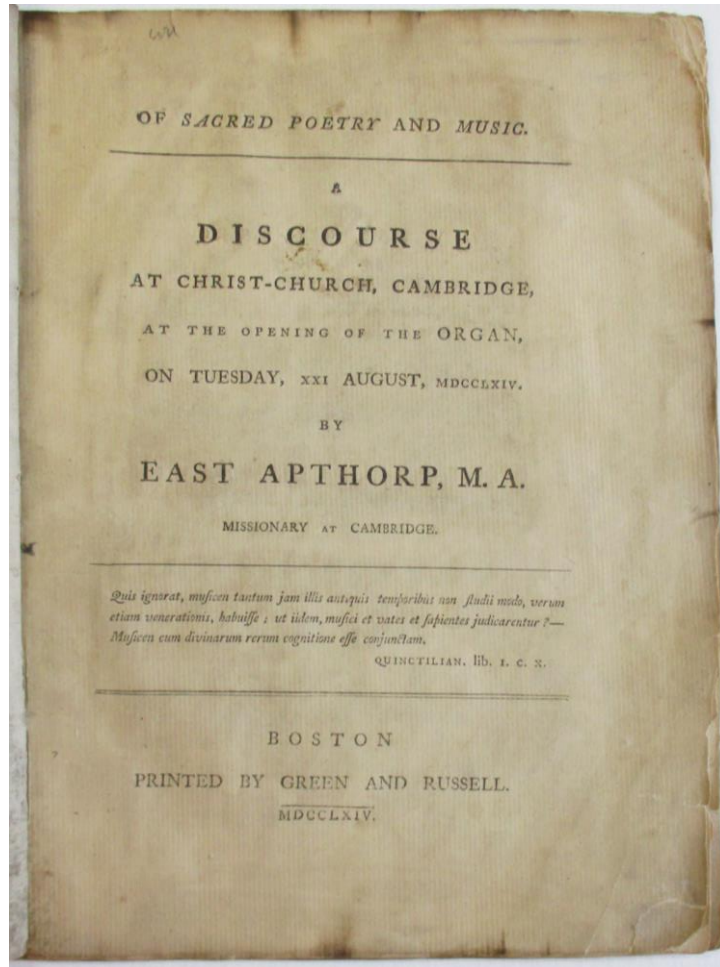 OF SACRED POETRY AND MUSIC.
A
DISCOURSE
AT CHRIST-CHURCH, CAMBRIDGE,
AT THE OPENING OF THE ORGAN,
ON TUESDAY, XXI AUGUST, MDCCLXIV.
BY
EAST APTHORP, M. A.
MISSIONARY AT CAMBRIDGE.
Quis ignorat, muſicen tantum jam illis antiquis temporibus non ſtudii modo, verum
etiam venerationis, habuiſſe ; ut iidem, muſici et vates et ſapientes judicarentur ?—
Muſicen cum divinarum rerum cognitione eſſe conjunctam.
QUINCTILIAN. lib. I. C. X.
BOSTON
PRINTED BY GREEN AND RUSSELL.
MDCCLXIV.